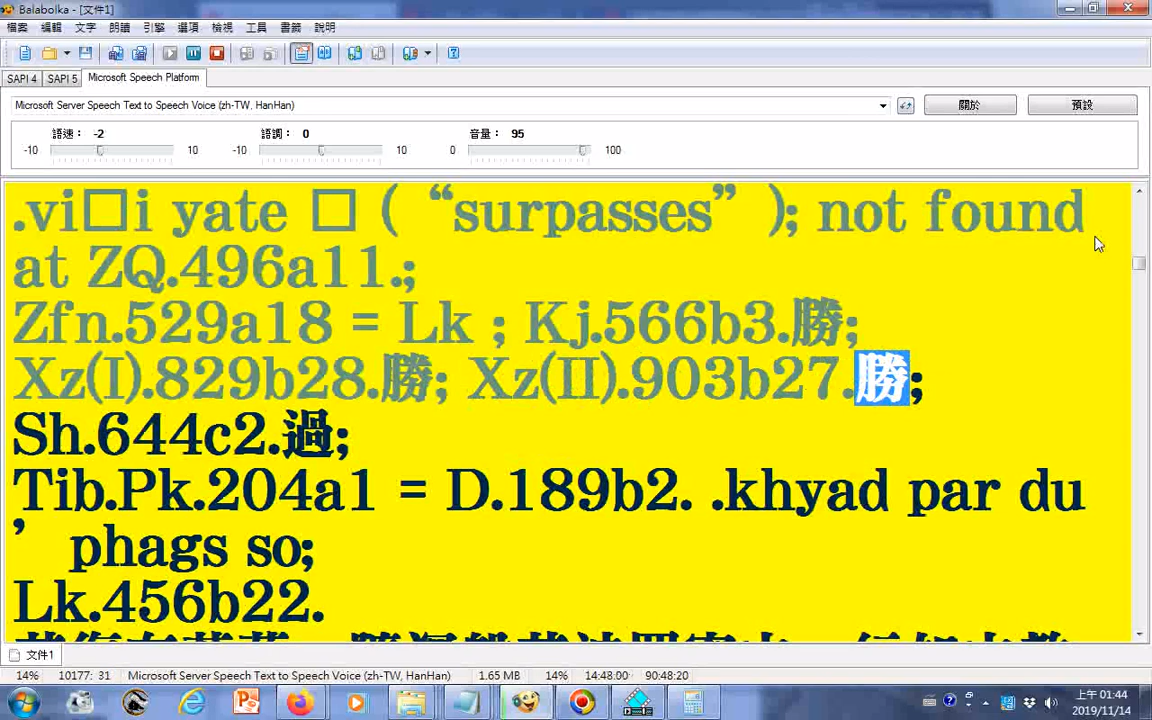 Balabolka - [文件1]
檔案 編輯 文字 朗讀 引擎 選項 檢視 工具 書籤 說明
SAPI 4 SAPI 5 Microsoft Speech Platform
Microsoft Server Speech Text to Speech Voice (zh-TW, HanHan) 關於 預設
語速: -2 語調: 0 音量: 95
-10 10 -10 10 0 100
.vi□i yate □ (“surpasses”); not found
at ZQ.496a11.;
Zfn.529a18 = Lk ; Kj.566b3.勝;
Xz(I).829b28.勝; Xz(II).903b27.勝;
Sh.644c2.過;
Tib.Pk.204a1 = D.189b2. .khyad par du
’ phags so;
Lk.456b22.
文件1
14% 10177: 31 Microsoft Server Speech Text to Speech Voice (zh-TW, HanHan) 1.65 MB 14% 14:48:00 90:48:20
上午 01:44
2019/11/14